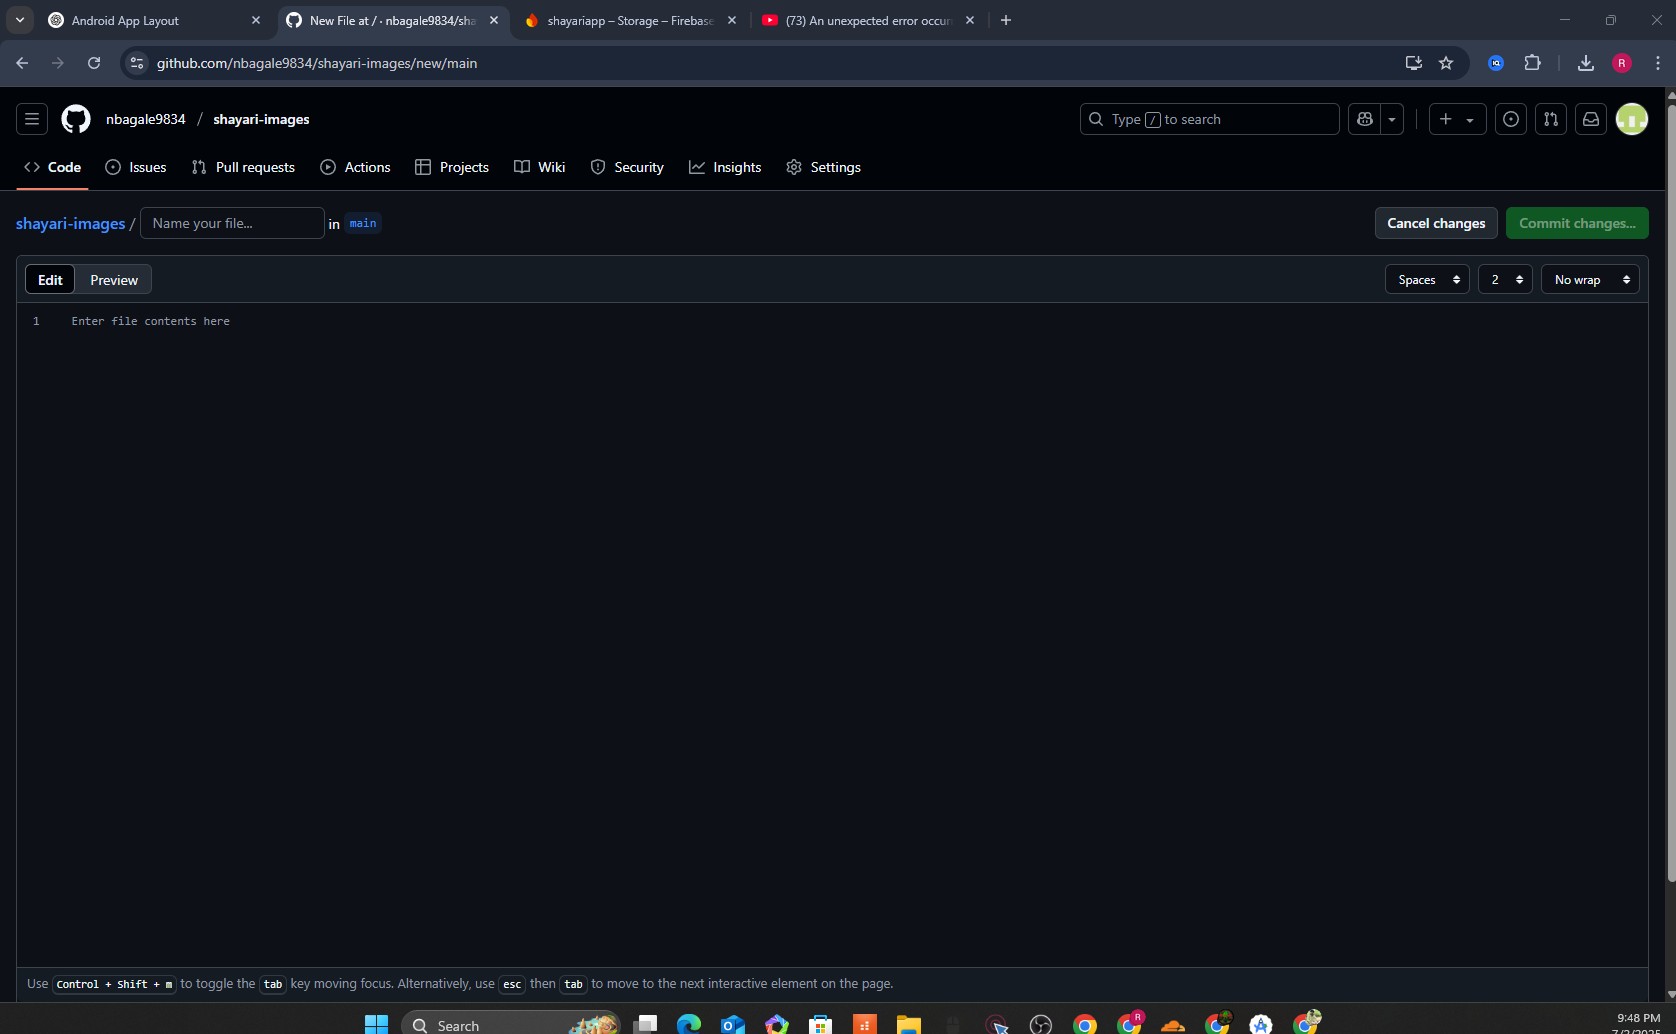 Android App Layout
New File at / · nbagale9834/sha
shayariapp – Storage – Firebase
(73) An unexpected error occur
github.com/nbagale9834/shayari-images/new/main
R
nbagale9834 / shayari-images
Type / to search
Code
Issues
Pull requests
Actions
Projects
Wiki
Security
Insights
Settings
shayari-images / Name your file... in main
Cancel changes
Commit changes...
Edit
Preview
Spaces
2
No wrap
1 Enter file contents here
Use Control + Shift + m to toggle the tab key moving focus. Alternatively, use esc then tab to move to the next interactive element on the page.
Search
R
9:48 PM